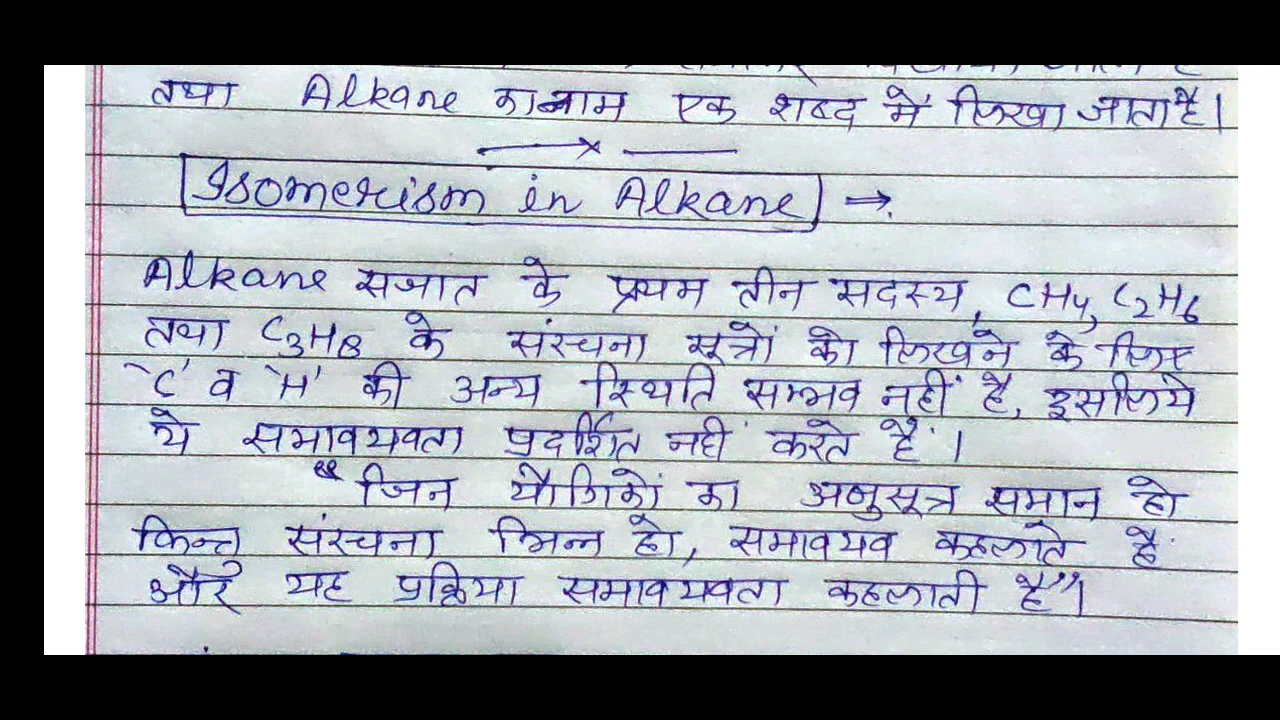 तथा Alkane का नाम एक शब्द में लिखा जाता है।
Isomerism in Alkane →
Alkane सजात के प्रथम तीन सदस्य, CH4, C2H6
तथा C3H8 के संरचना सूत्रों को लिखने के लिए
`C' व `H' की अन्य स्थिति सम्भव नहीं है, इसलिये
ये समावयवता प्रदर्शित नहीं करते हैं।
“जिन यौगिकों का अणुसूत्र समान हो
किन्तु संरचना भिन्न हो, समावयव कहलाते है
और यह प्रक्रिया समावयवता कहलाती है”।